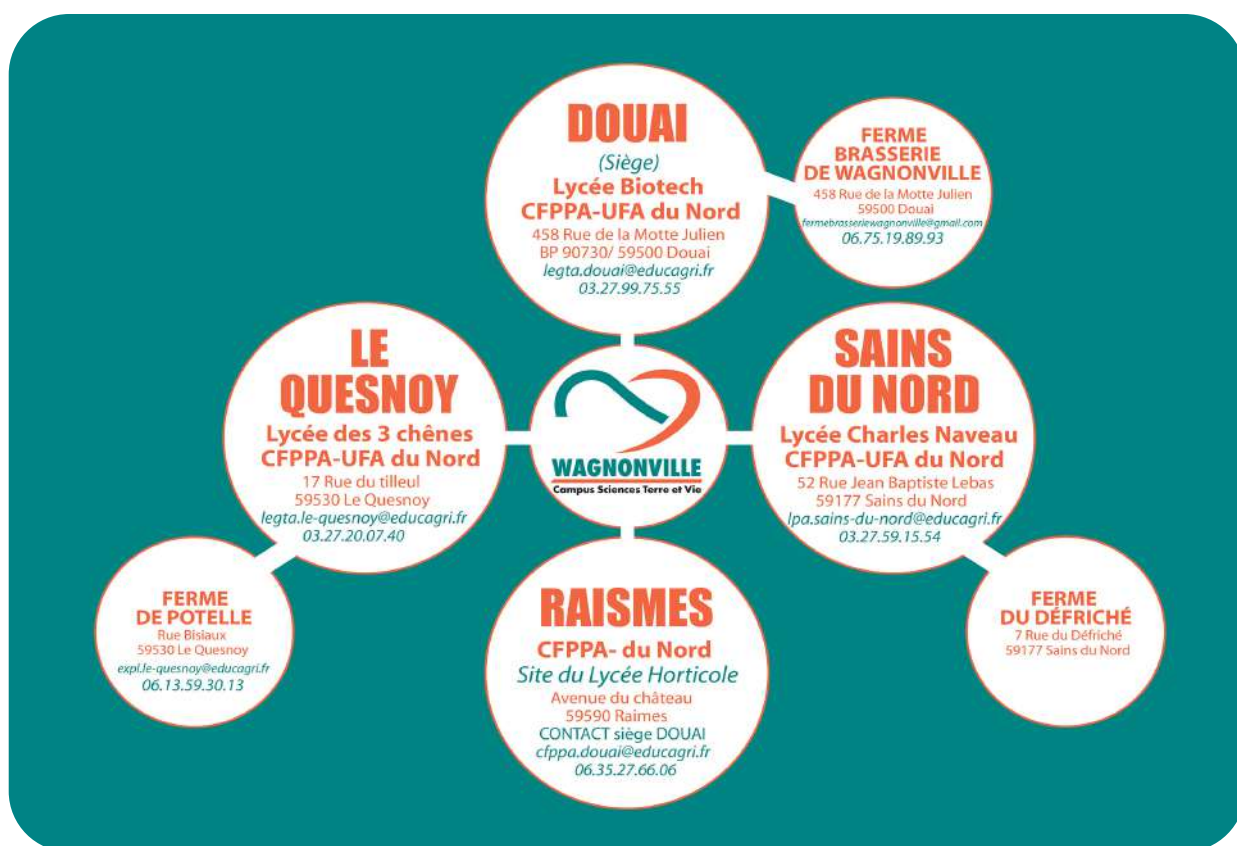 DOUAI
(Siège)
Lycée Biotech
CFPPA-UFA du Nord
458 Rue de la Motte Julien
BP 90730/ 59500 Douai
legta.douai@educagri.fr
03.27.99.75.55
FERME
BRASSERIE
DE WAGNONVILLE
458 Rue de la Motte Julien
59500 Douai
fermebrasseriewagnonville@gmail.com
06.75.19.89.93
LE
QUESNOY
Lycée des 3 chênes
CFPPA-UFA du Nord
17 Rue du tilleul
59530 Le Quesnoy
legta.le-quesnoy@educagri.fr
03.27.20.07.40
WAGNONVILLE
Campus Sciences Terre et Vie
SAINS
DU NORD
Lycée Charles Naveau
CFPPA-UFA du Nord
52 Rue Jean Baptiste Lebas
59177 Sains du Nord
lpa.sains-du-nord@educagri.fr
03.27.59.15.54
FERME
DE POTELLE
Rue Bisiaux
59530 Le Quesnoy
expl.le-quesnoy@educagri.fr
06.13.59.30.13
RAISMES
CFPPA- du Nord
Site du Lycée Horticole
Avenue du château
59590 Raimes
CONTACT siège DOUAI
cfppa.douai@educagri.fr
06.35.27.66.06
FERME
DU DÉFRICHÉ
7 Rue du Défriché
59177 Sains du Nord